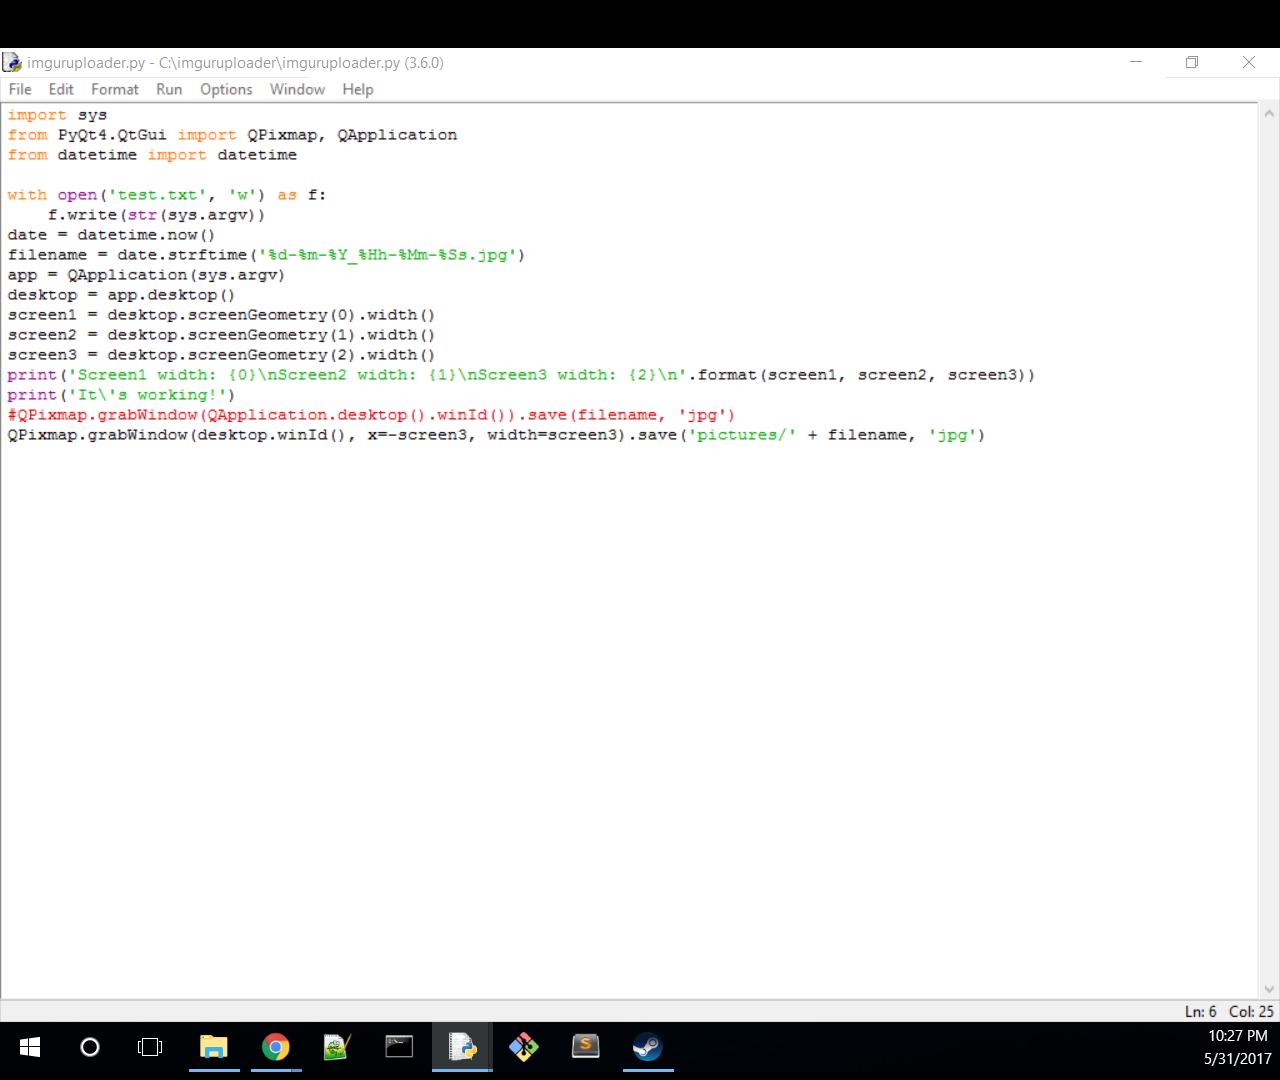 imguruploader.py - C:\imguruploader\imguruploader.py (3.6.0)
File Edit Format Run Options Window Help
import sys
from PyQt4.QtGui import QPixmap, QApplication
from datetime import datetime

with open('test.txt', 'w') as f:
    f.write(str(sys.argv))
date = datetime.now()
filename = date.strftime('%d-%m-%Y_%Hh-%Mm-%Ss.jpg')
app = QApplication(sys.argv)
desktop = app.desktop()
screen1 = desktop.screenGeometry(0).width()
screen2 = desktop.screenGeometry(1).width()
screen3 = desktop.screenGeometry(2).width()
print('Screen1 width: {0}\nScreen2 width: {1}\nScreen3 width: {2}\n'.format(screen1, screen2, screen3))
print('It\'s working!')
#QPixmap.grabWindow(QApplication.desktop().winId()).save(filename, 'jpg')
QPixmap.grabWindow(desktop.winId(), x=-screen3, width=screen3).save('pictures/' + filename, 'jpg')
Ln: 6 Col: 25
10:27 PM
5/31/2017